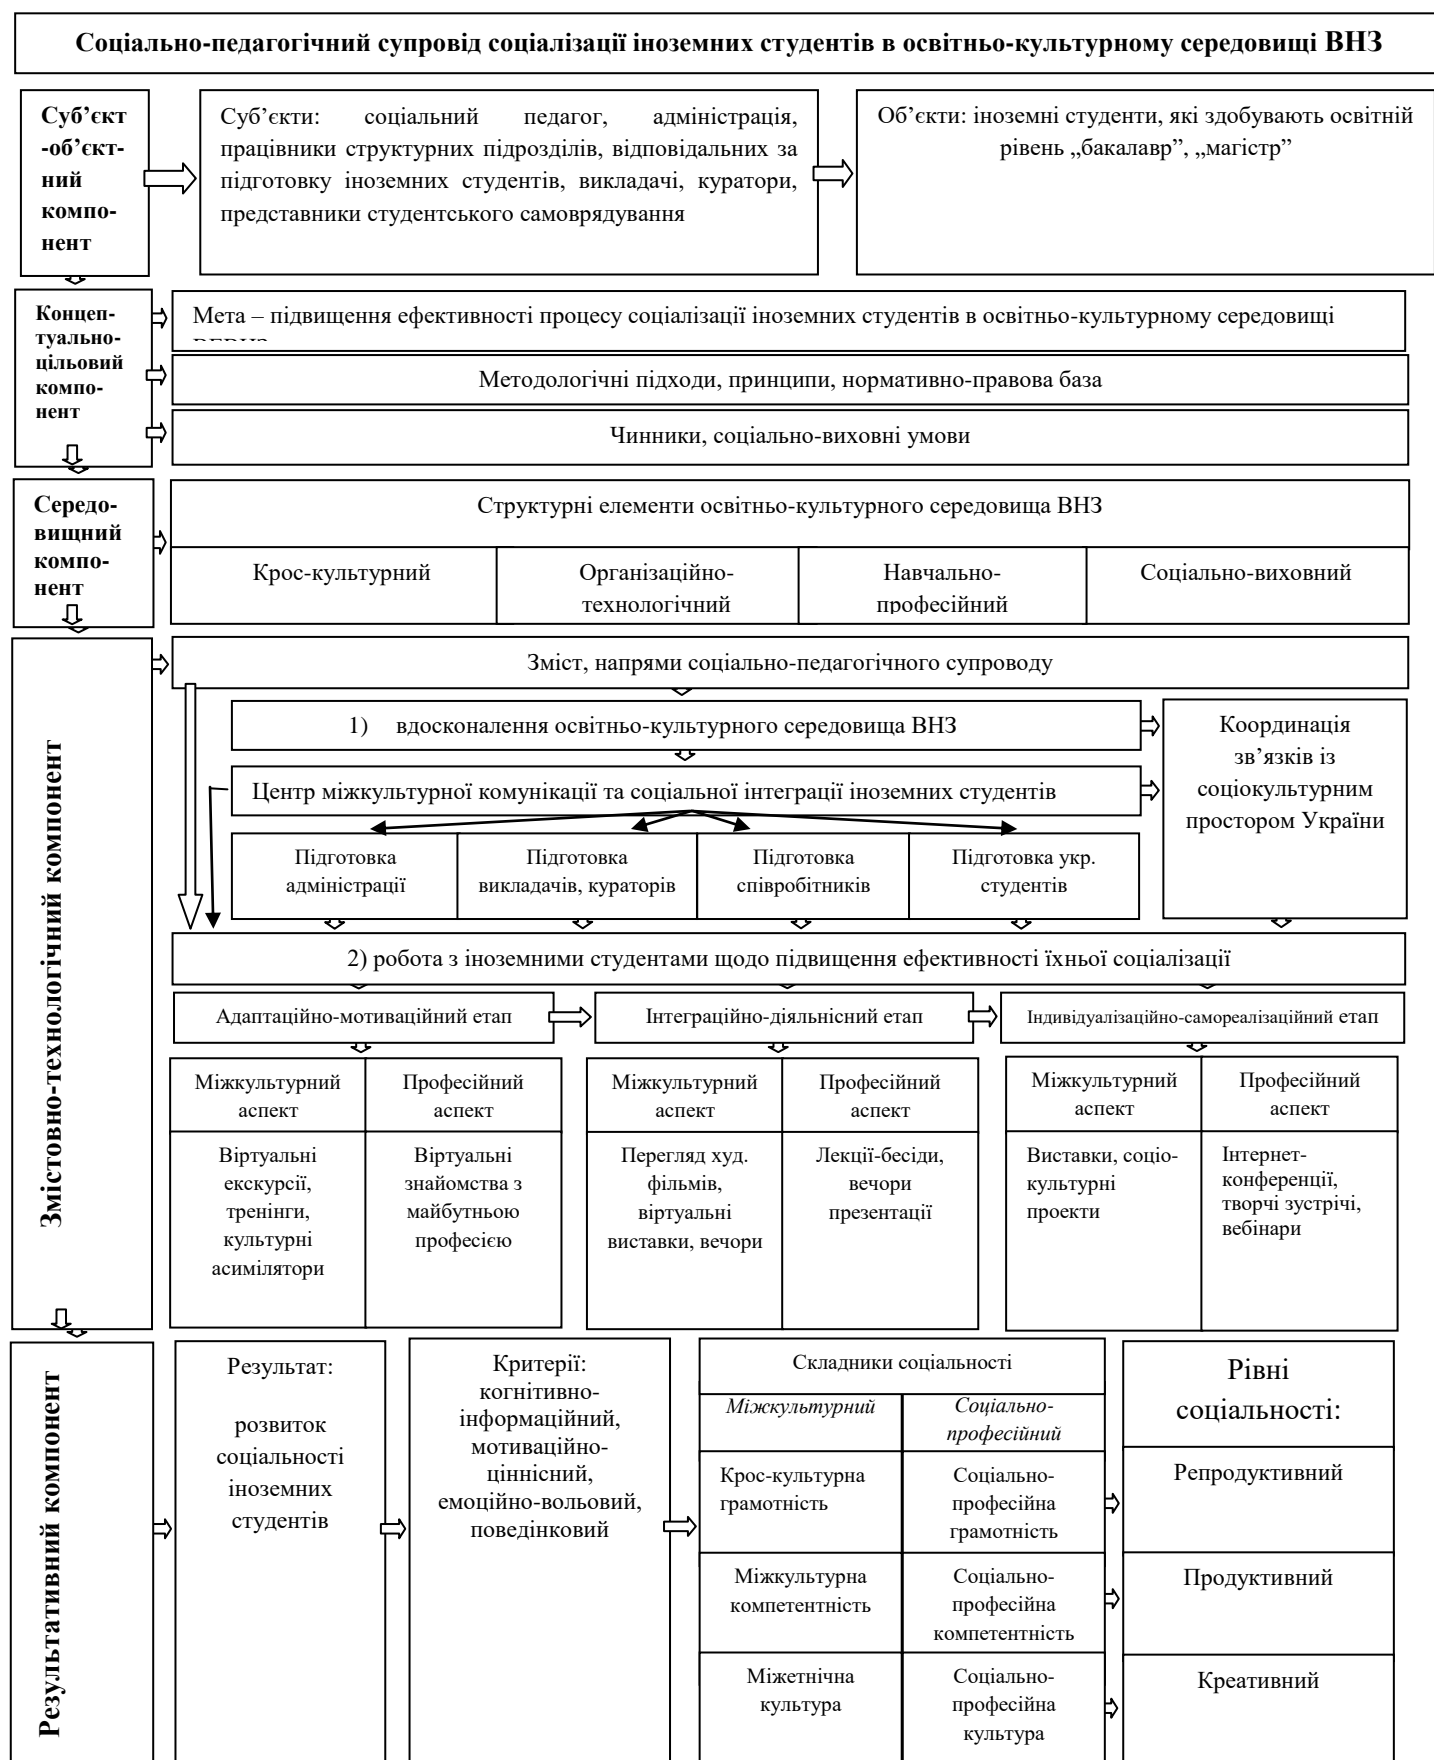 Соціально-педагогічний супровід соціалізації іноземних студентів в освітньо-культурному середовищі ВНЗ
Суб’єкт
-об’єкт-
ний
компо-
нент
Суб’єкти: соціальний педагог, адміністрація,
працівники структурних підрозділів, відповідальних за
підготовку іноземних студентів, викладачі, куратори,
представники студентського самоврядування
Об’єкти: іноземні студенти, які здобувають освітній
рівень „бакалавр”, „магістр”
Концеп-
туально-
цільовий
компо-
нент
Мета – підвищення ефективності процесу соціалізації іноземних студентів в освітньо-культурному середовищі
Методологічні підходи, принципи, нормативно-правова база
Чинники, соціально-виховні умови
Середо-
вищний
компо-
нент
Структурні елементи освітньо-культурного середовища ВНЗ
Крос-культурний
Організаційно-
технологічний
Навчально-
професійний
Соціально-виховний
Змістовно-технологічний компонент
Зміст, напрями соціально-педагогічного супроводу
1) вдосконалення освітньо-культурного середовища ВНЗ
Координація
зв’язків із
соціокультурним
простором України
Центр міжкультурної комунікації та соціальної інтеграції іноземних студентів
Підготовка
адміністрації
Підготовка
викладачів, кураторів
Підготовка
співробітників
Підготовка укр.
студентів
2) робота з іноземними студентами щодо підвищення ефективності їхньої соціалізації
Адаптаційно-мотиваційний етап
Інтеграційно-діяльнісний етап
Індивидуалізаційно-самореалізаційний етап
Міжкультурний
аспект
Професійний
аспект
Міжкультурний
аспект
Професійний
аспект
Міжкультурний
аспект
Професійний
аспект
Віртуальні
екскурсії,
тренінги,
культурні
асимілятори
Віртуальні
знайомства з
майбутньою
професією
Перегляд худ.
фільмів,
віртуальні
виставки, вечори
Лекції-бесіди,
вечори
презентації
Виставки, соціо-
культурні
проекти
Інтернет-
конференції,
творчі зустрічі,
вебінари
Результативний компонент
Результат:
розвиток
соціальності
іноземних
студентів
Критерії:
когнітивно-
інформаційний,
мотиваційно-
ціннісний,
емоційно-вольовий,
поведінковий
Складники соціальності
Міжкультурний
Соціально-
професійний
Крос-культурна
грамотність
Соціально-
професійна
грамотність
Міжкультурна
компетентність
Соціально-
професійна
компетентність
Міжетнічна
культура
Соціально-
професійна
культура
Рівні
соціальності:
Репродуктивний
Продуктивний
Креативний